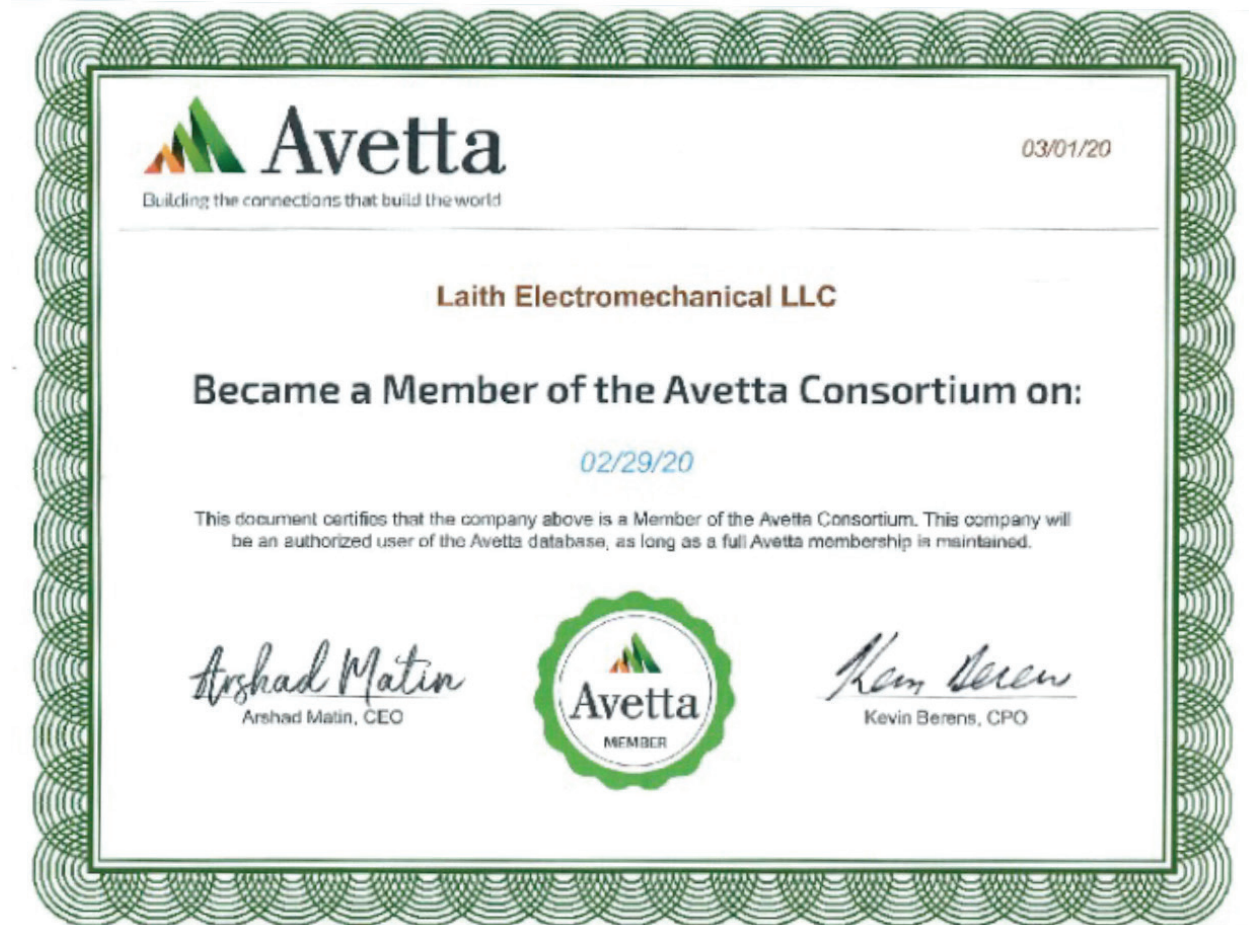 Avetta
03/01/20
Building the connections that build the world
Laith Electromechanical LLC
Became a Member of the Avetta Consortium on:
02/29/20
This document certifies that the company above is a Member of the Avetta Consortium. This company will
be an authorized user of the Avetta database, as long as a full Avetta membership is maintained.
Arshad Matin
Arshad Matin, CEO
Avetta
MEMBER
Kevin Berens, CPO